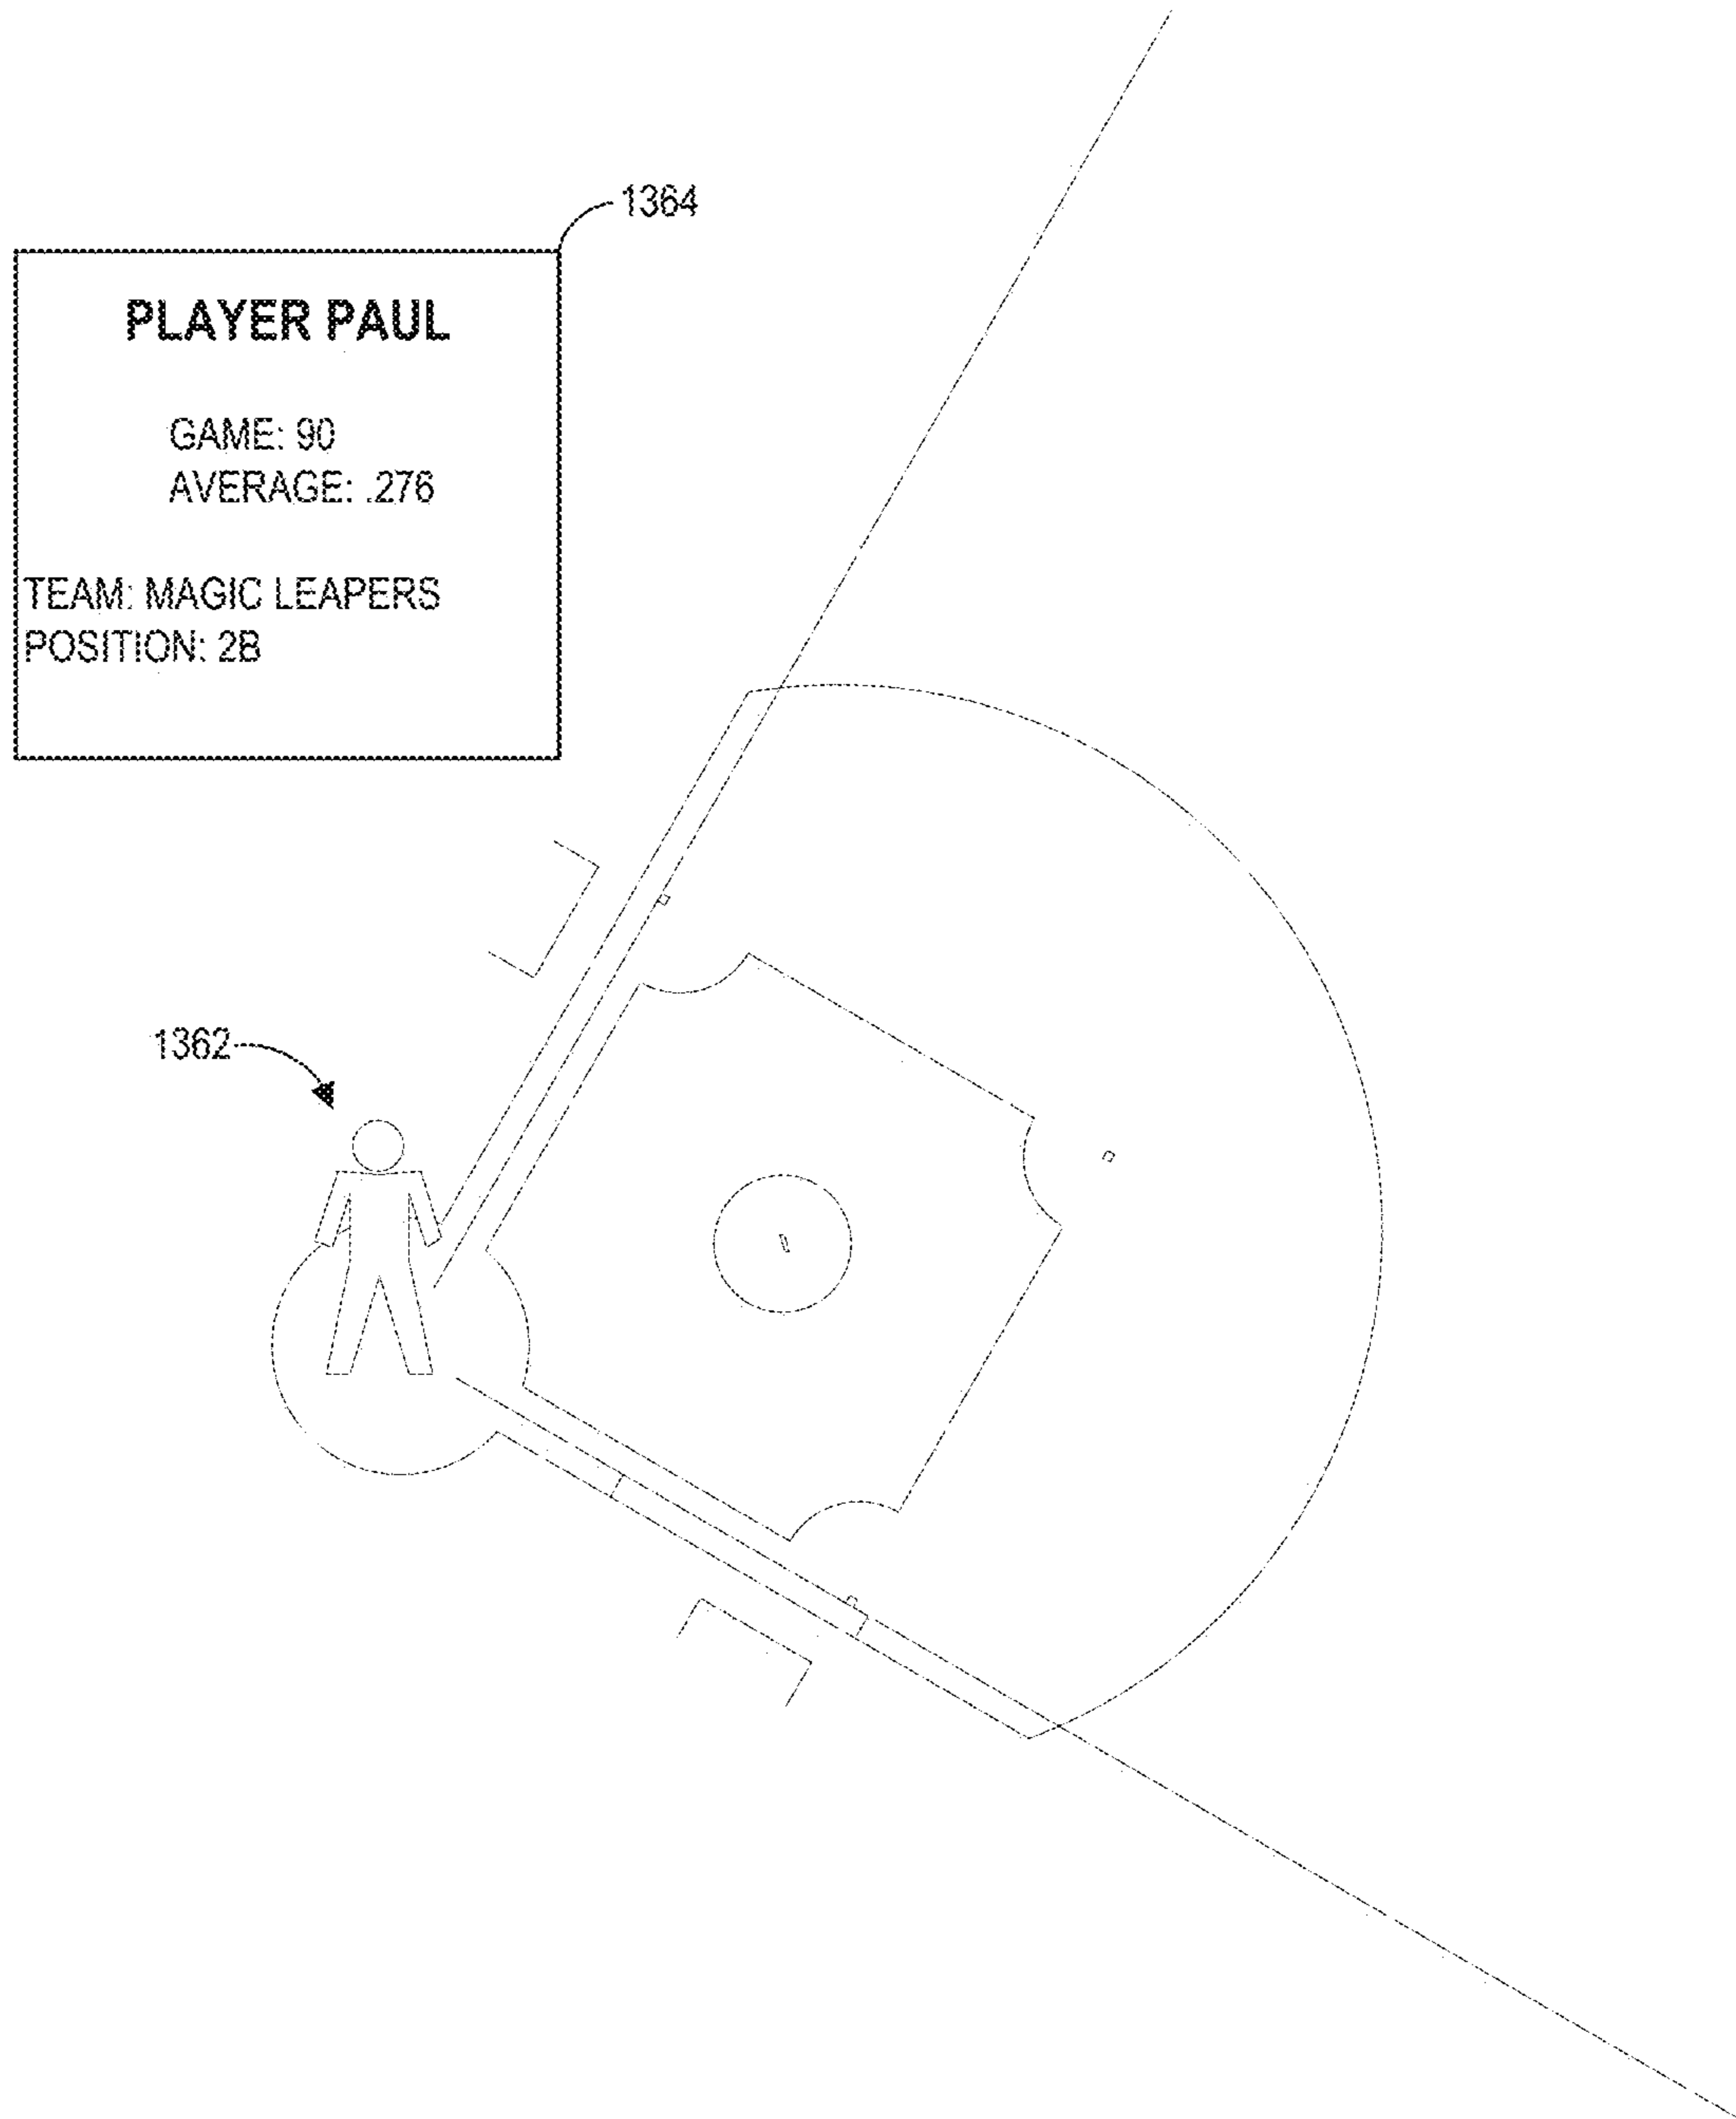 1364
PLAYER PAUL
GAME: 90
AVERAGE: .276
TEAM: MAGIC LEAPERS
POSITION: 2B
1362